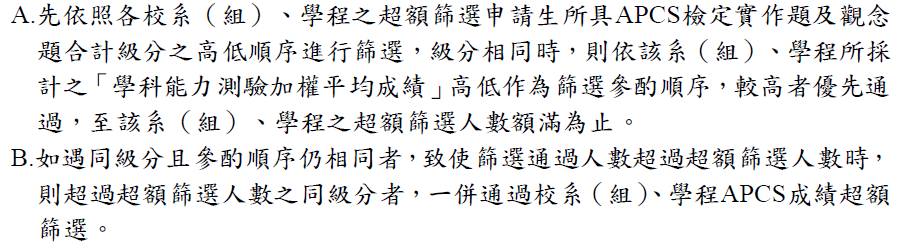 A.先依照各校系（組）、學程之超額篩選申請生所具APCS檢定實作題及觀念
題合計級分之高低順序進行篩選，級分相同時，則依該系（組）、學程所採
計之「學科能力測驗加權平均成績」高低作為篩選參酌順序，較高者優先通
過，至該系（組）、學程之超額篩選人數額滿為止。
B.如遇同級分且參酌順序仍相同者，致使篩選通過人數超過超額篩選人數時，
則超過超額篩選人數之同級分者，一併通過校系（組）、學程APCS成績超額
篩選。